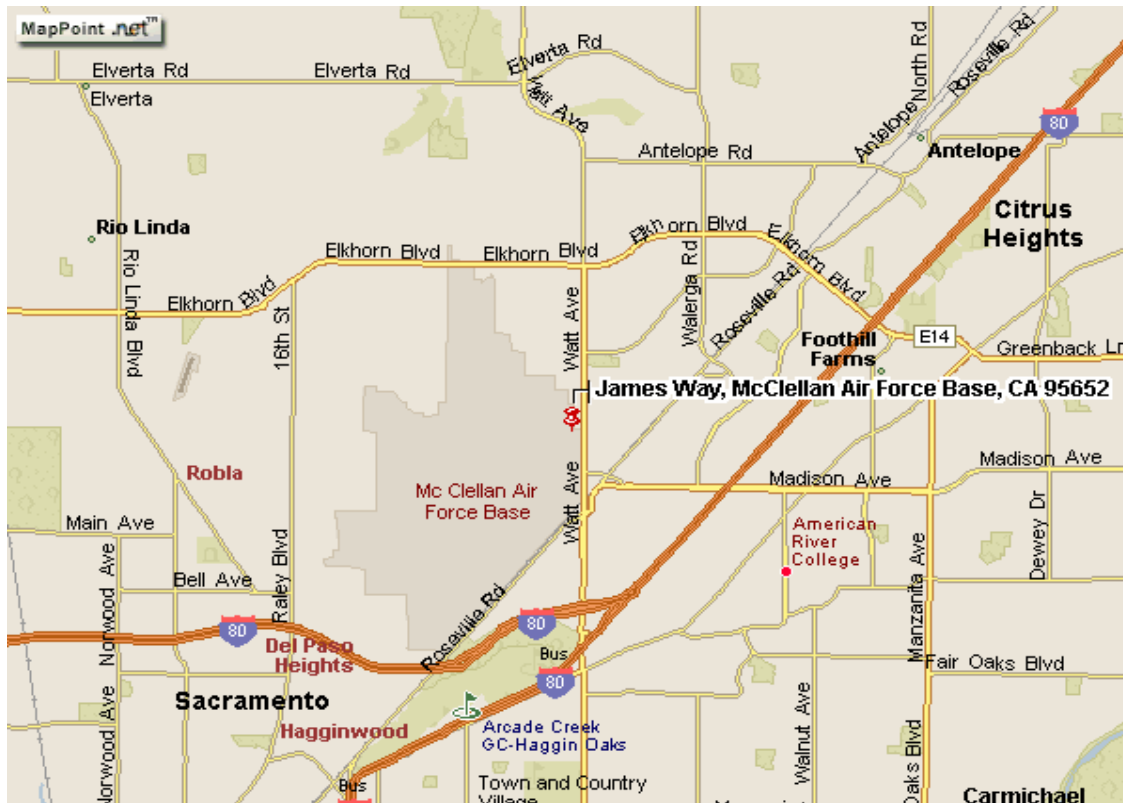 MapPoint .net™
Elverta Rd
Elverta Rd
Elverta Rd
Elverta
Watt Ave
Antelope North Rd
Roseville Rd
80
Antelope Rd
Antelope
Rio Linda
Rio Linda Blvd
Citrus
Heights
Elkhorn Blvd
Elkhorn Blvd
Elkhorn Blvd
Elkhorn Blvd
Elkhorn Blvd
16th St
Watt Ave
Walerga Rd
Roseville Rd
Foothill
Farms
E14
Greenback Ln
James Way, McClellan Air Force Base, CA 95652
Robla
Mc Clellan Air
Force Base
Watt Ave
Madison Ave
Madison Ave
Main Ave
American
River
College
Dewey Dr
Norwood Ave
Bell Ave
Raley Blvd
Roseville Rd
Manzanita Ave
80
80
Del Paso
Heights
Bus
80
Fair Oaks Blvd
Sacramento
Hagginwood
Arcade Creek
GC-Haggin Oaks
Norwood Ave
Walnut Ave
Oaks Blvd
Bus
Town and Country
Village
Carmichael